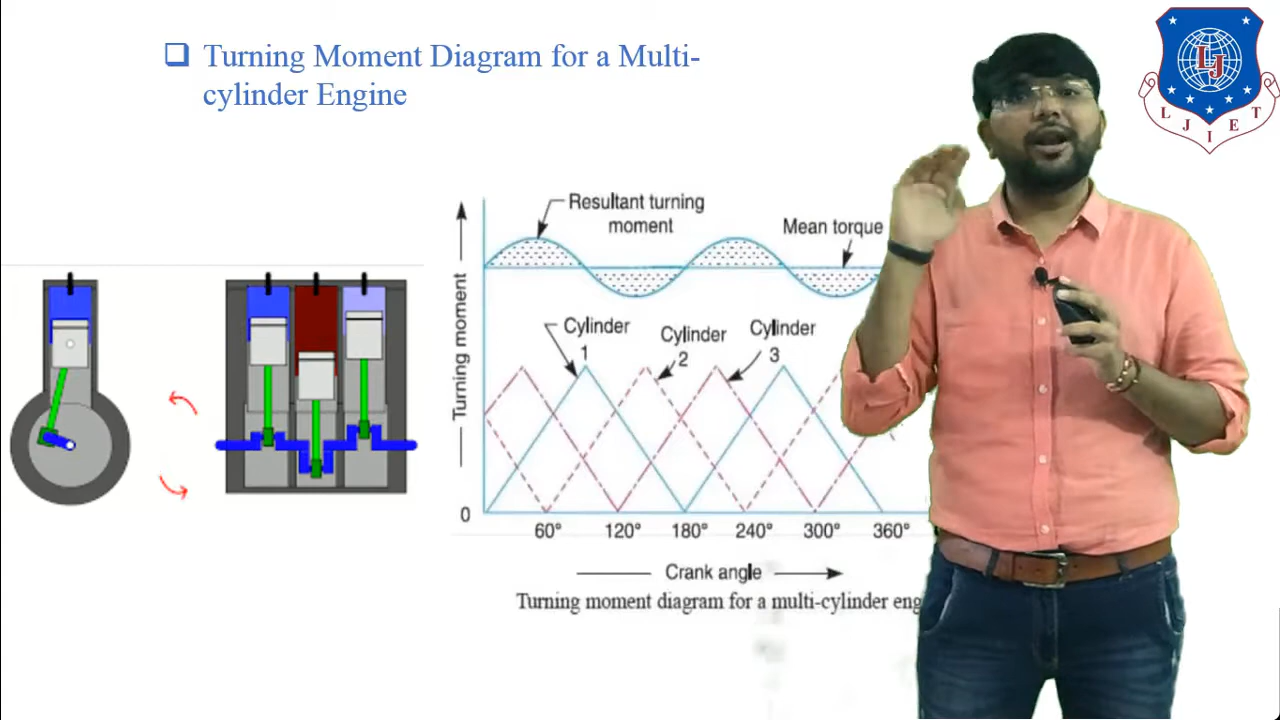 ❑ Turning Moment Diagram for a Multi-
cylinder Engine
LJ
L J I E T
Resultant turning
moment
Mean torque
Turning moment
Cylinder
1
Cylinder
2
Cylinder
3
0
60° 120° 180° 240° 300° 360°
Crank angle
Turning moment diagram for a multi-cylinder eng